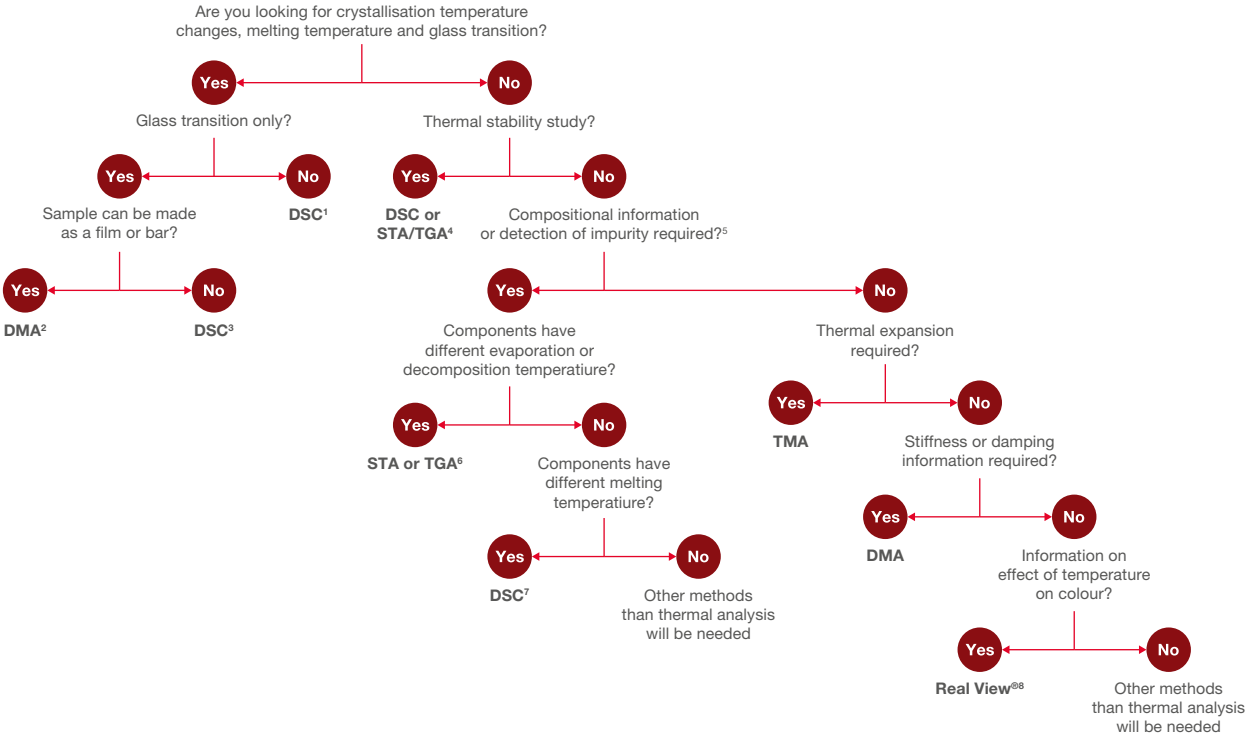 Are you looking for crystallisation temperature
changes, melting temperature and glass transition?
Yes
No
Glass transition only?
Thermal stability study?
Yes
No
Yes
No
Sample can be made
as a film or bar?
DSC¹
DSC or
STA/TGA⁴
Compositional information
or detection of impurity required?⁵
Yes
No
Yes
No
DMA²
DSC³
Components have
different evaporation or
decomposition temperatiure?
Thermal expansion
required?
Yes
No
Yes
No
STA or TGA⁶
Components have
different melting
temperatiure?
TMA
Stiffness or damping
information required?
Yes
No
Yes
No
DSC⁷
Other methods
than thermal analysis
will be needed
DMA
Information on
effect of temperature
on colour?
Yes
No
Real View®⁸
Other methods
than thermal analysis
will be needed